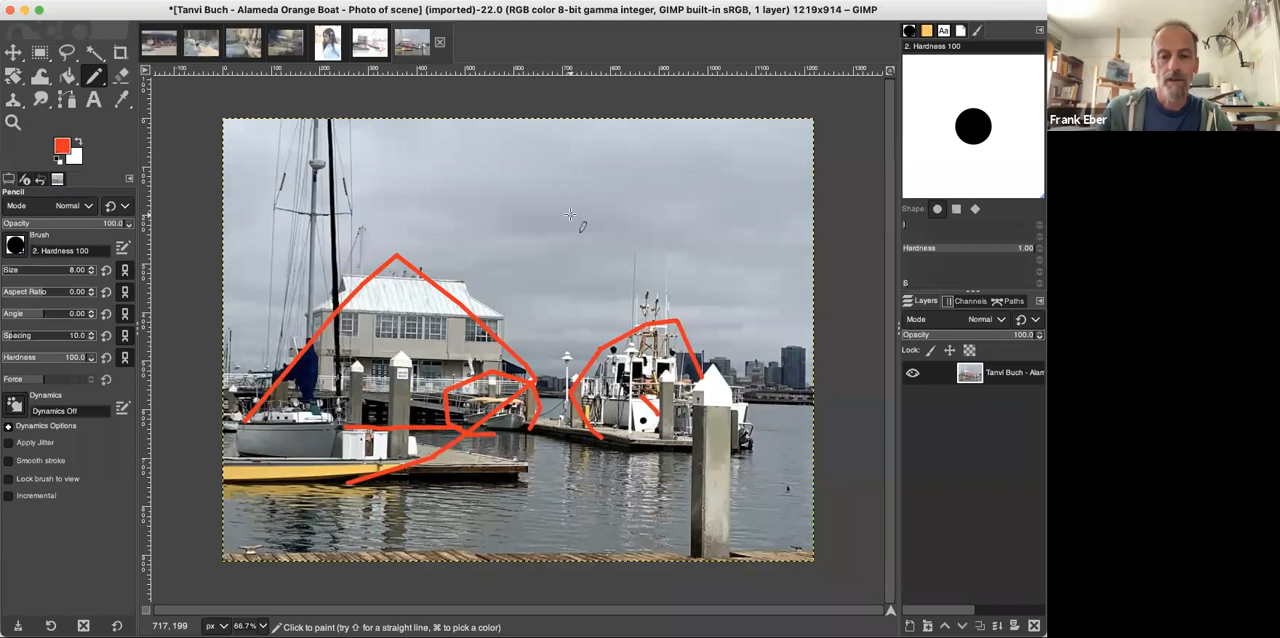 *[Tanvi Buch - Alameda Orange Boat - Photo of scene] (imported)-22.0 (RGB color 8-bit gamma integer, GIMP built-in sRGB, 1 layer) 1219x914 – GIMP
Aa
2. Hardness 100
Frank Eber
Pencil
Mode Normal
Opacity 100.0
Brush
2. Hardness 100
Size 8.00
Aspect Ratio 0.00
Angle 0.00
Spacing 10.0
Hardness 100.0
Force
Dynamics
Dynamics Off
Dynamics Options
Apply Jitter
Smooth stroke
Lock brush to view
Incremental
Shape:
Hardness 1.00
Layers Channels Paths
Mode Normal
Opacity 100.0
Lock:
Tanvi Buch - Alam
717, 199 px 66.7% Click to paint (try ⇧ for a straight line, ⌘ to pick a color)